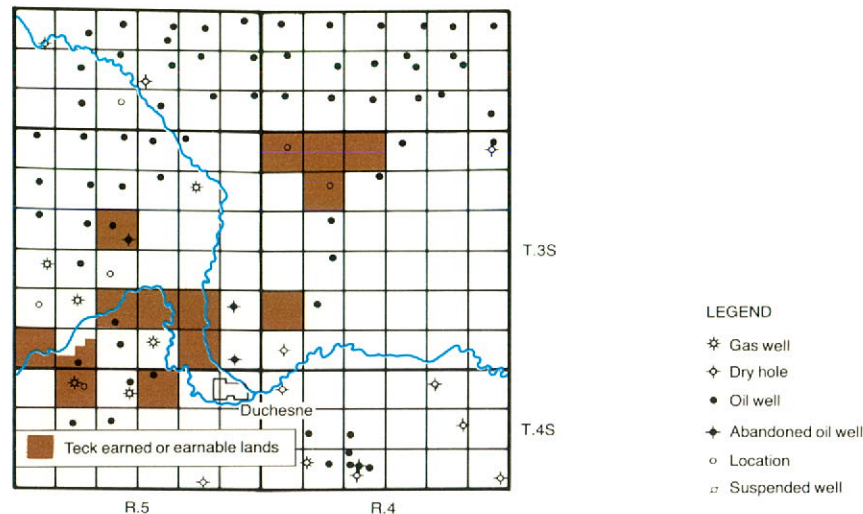 T.3S
LEGEND
Gas well
Dry hole
Oil well
Abandoned oil well
Location
Suspended well
Duchesne
T.4S
Teck earned or earnable lands
R.5
R.4